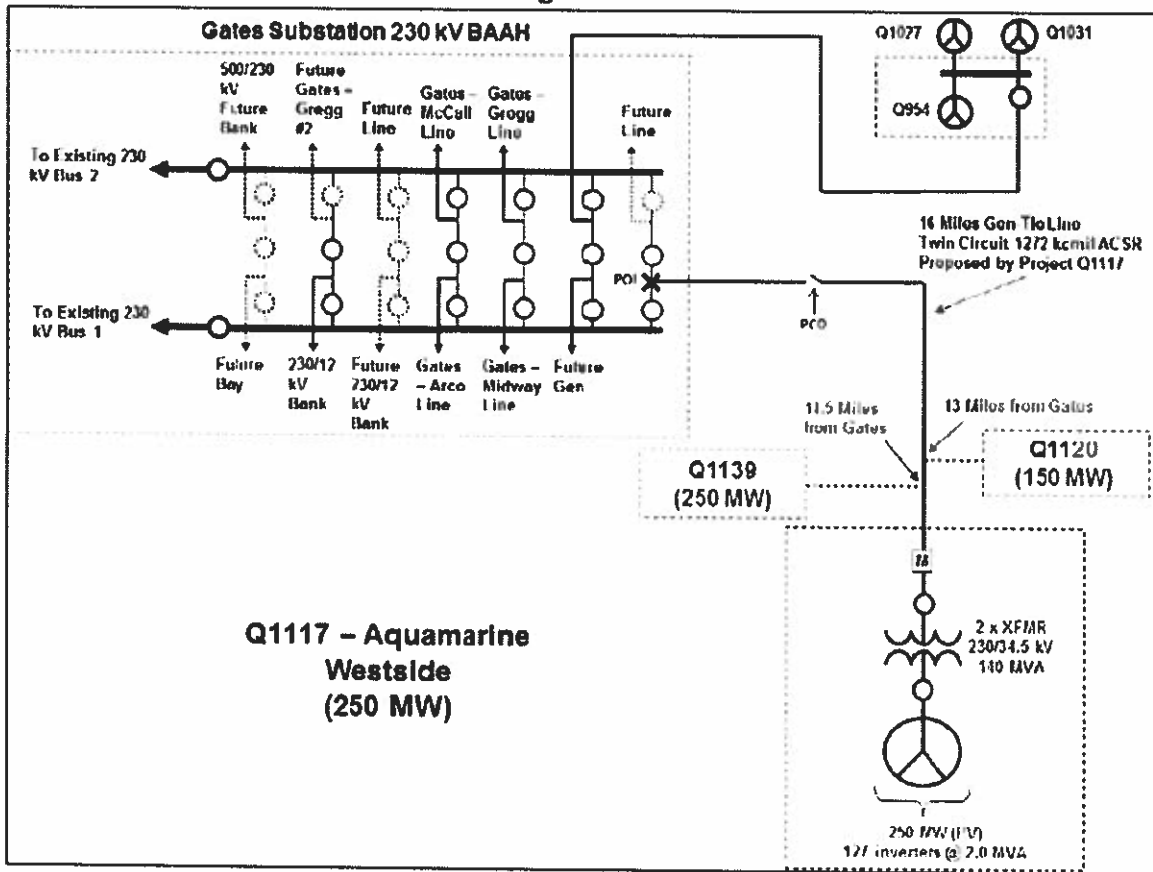 Gates Substation 230 kV BAAH
500/230
kV
Future
Bank
Future
Gates –
Gregg
#2
Future
Line
Gates –
McCall
Line
Gates –
Gregg
Line
Future
Line
Q1027
Q1031
Q954
To Existing 230
kV Bus 2
To Existing 230
kV Bus 1
POI
PCO
16 Miles Gen Tie Line
Twin Circuit 1272 kcmil ACSR
Proposed by Project Q1117
Future
Bay
230/12
kV
Bank
Future
230/12
kV
Bank
Gates
– Arco
Line
Gates –
Midway
Line
Future
Gen
11.5 Miles
from Gates
13 Miles from Gates
Q1139
(250 MW)
Q1120
(150 MW)
Q1117 – Aquamarine
Westside
(250 MW)
2 x XFMR
230/34.5 kV
140 MVA
250 MW (PV)
127 inverters @ 2.0 MVA